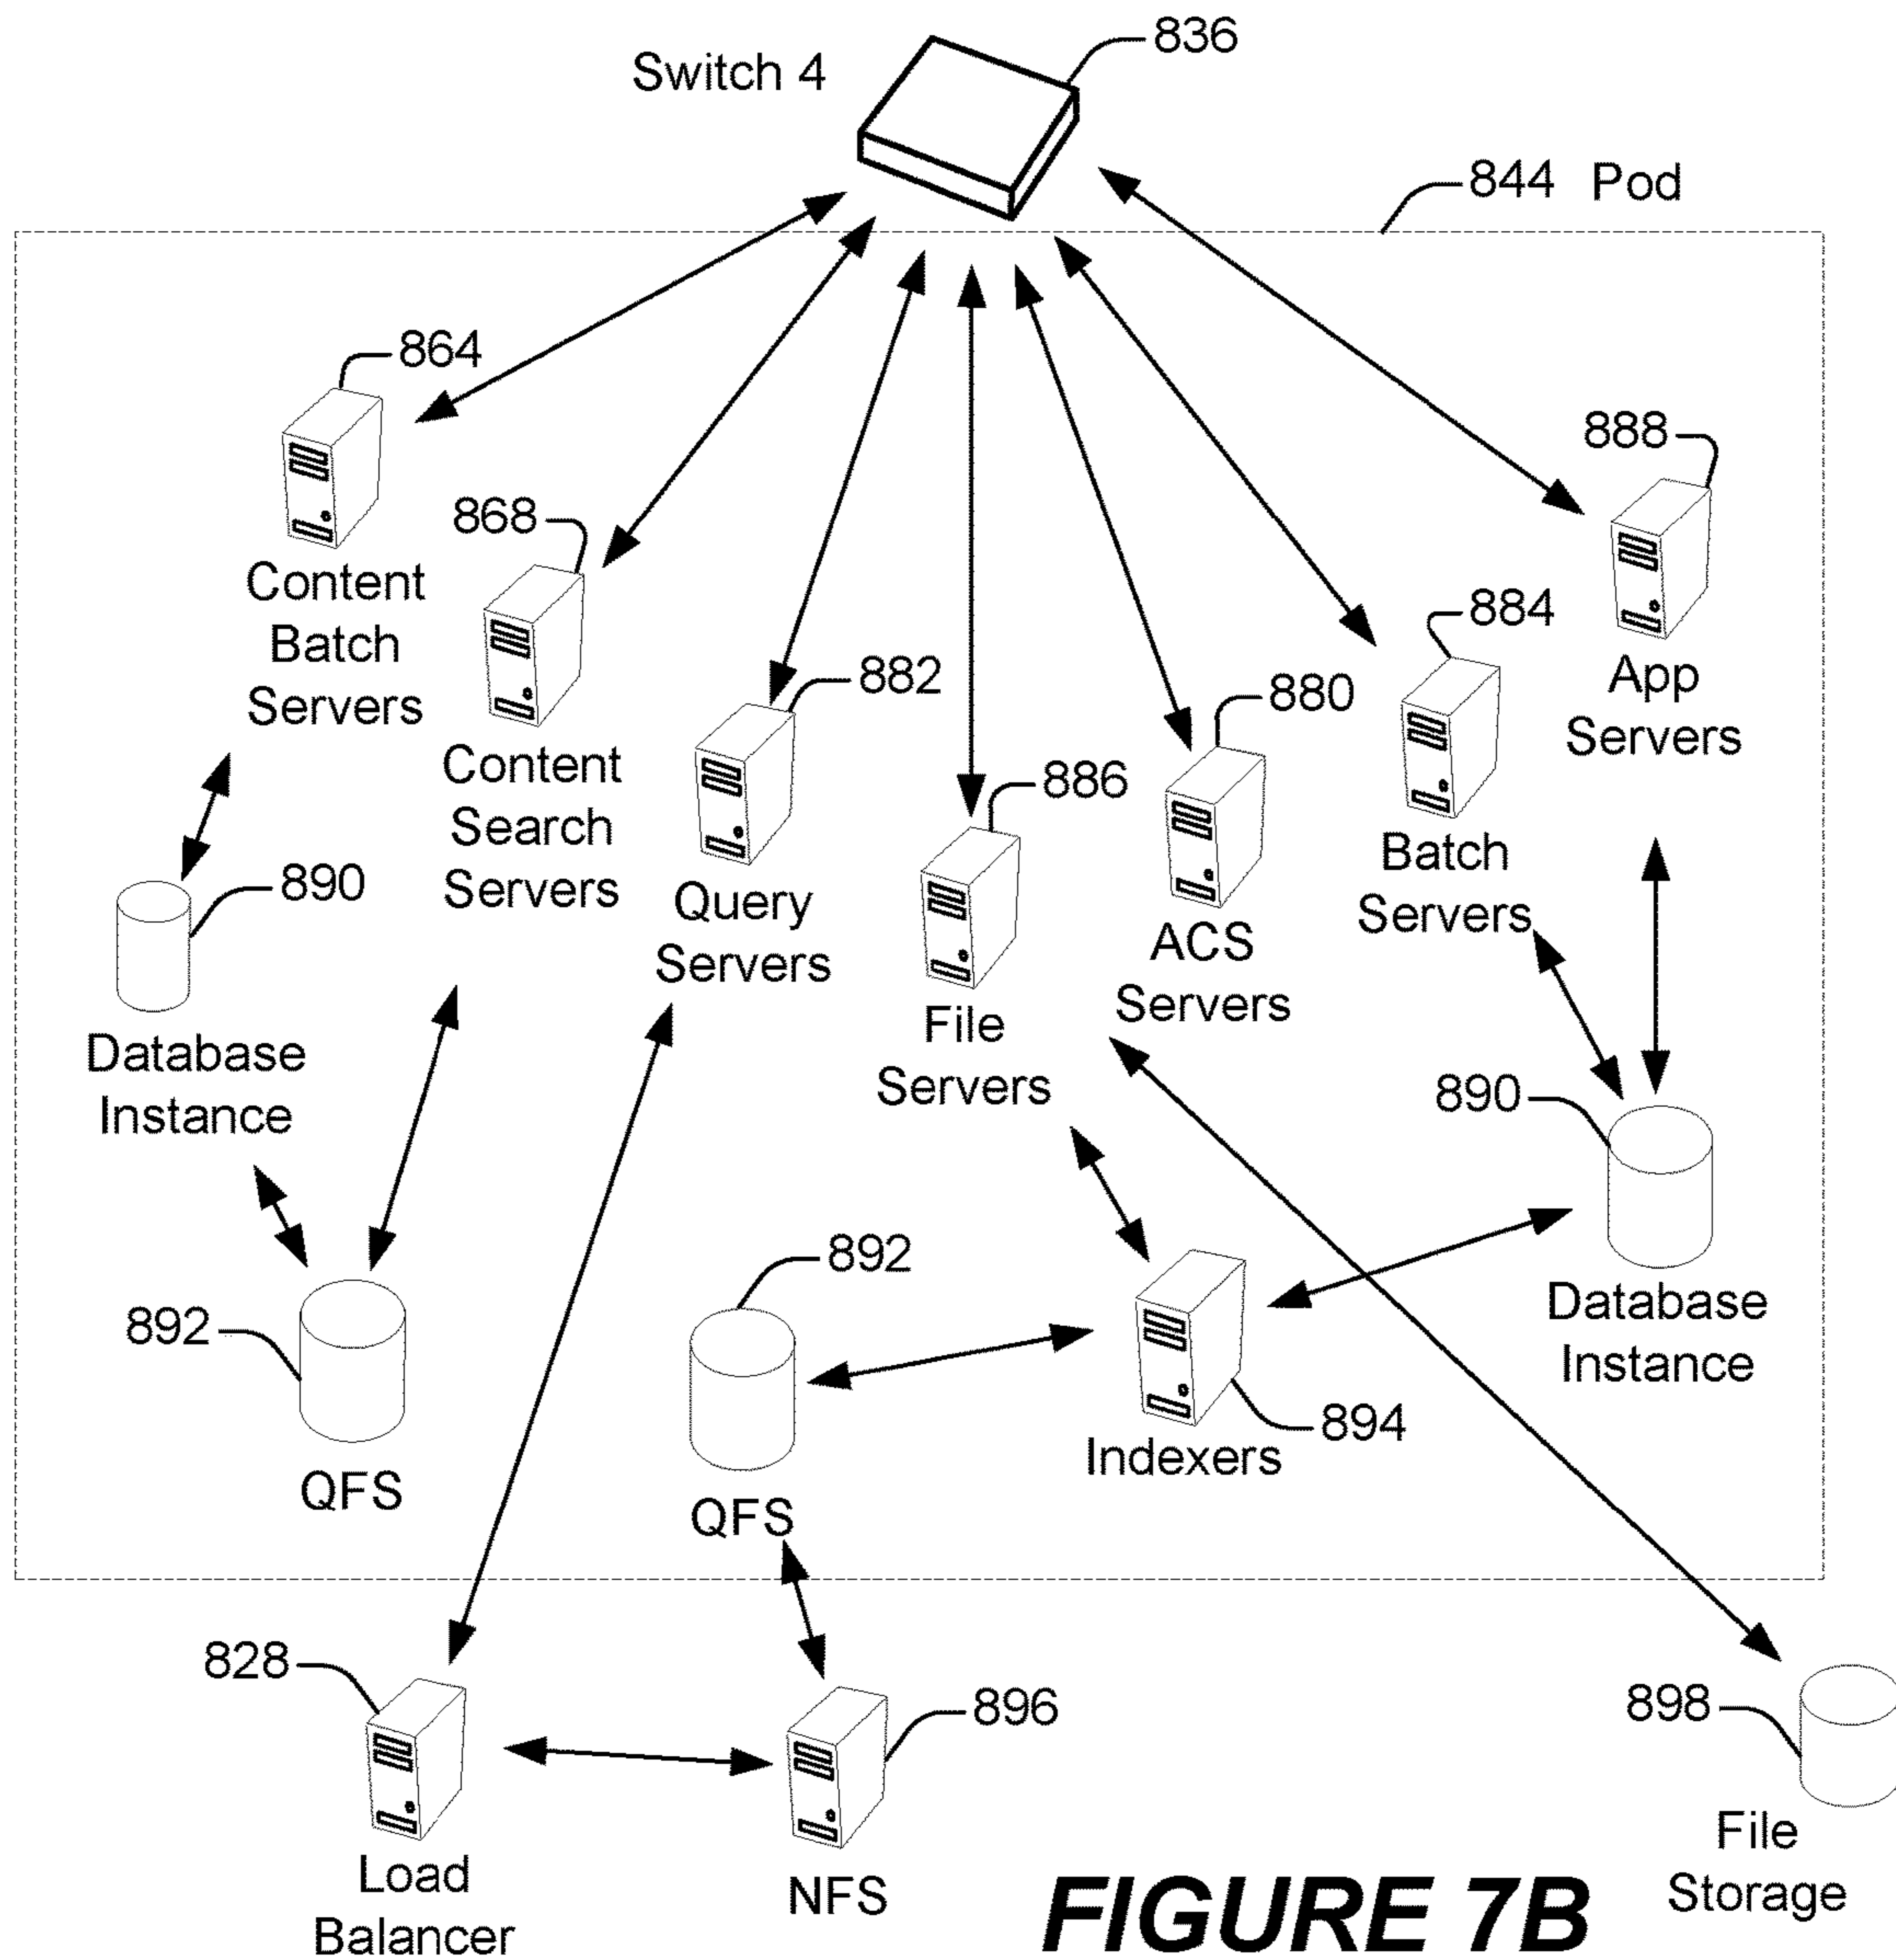 836
Switch 4
844 Pod
864
888
868
Content
Batch
Servers
884
882
880
App
Servers
Content
Search
Servers
886
890
Batch
Servers
Query
Servers
ACS
Servers
File
Servers
Database
Instance
890
892
892
Database
Instance
894
Indexers
QFS
QFS
828
896
898
Load
Balancer
NFS
File
Storage
FIGURE 7B